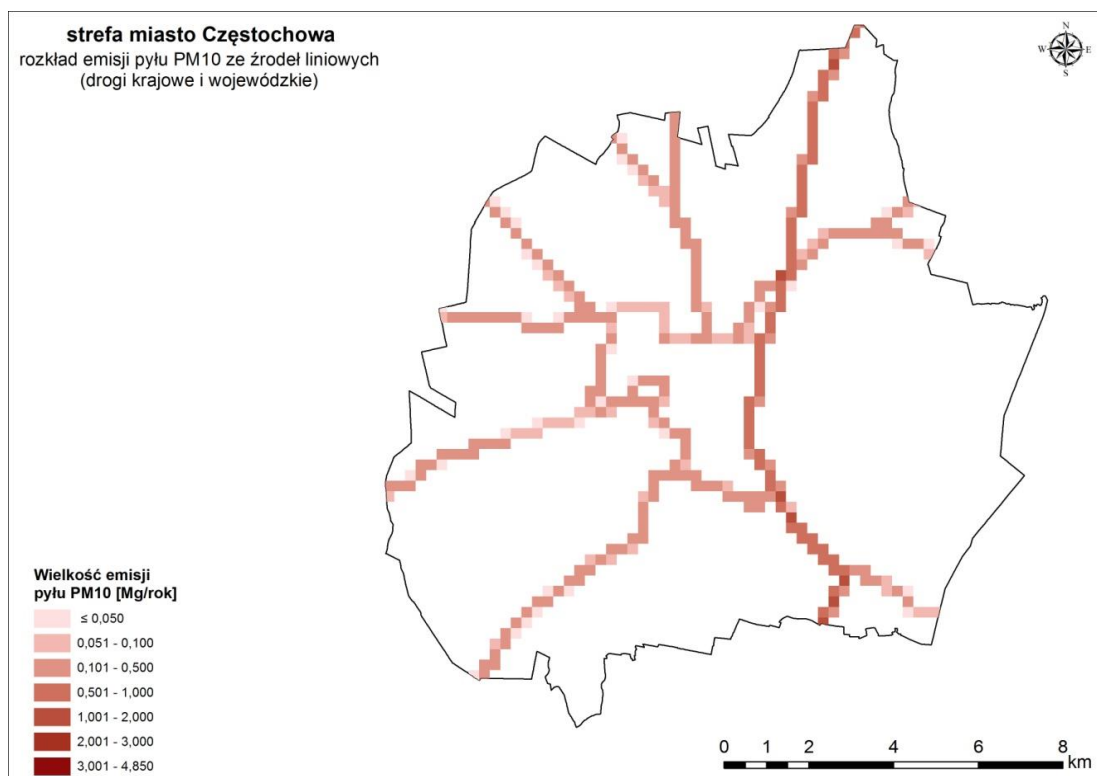 strefa miasto Częstochowa
rozkład emisji pyłu PM10 ze źrodeł liniowych
(drogi krajowe i wojewódzkie)
N
W E
S
Wielkość emisji
pyłu PM10 [Mg/rok]
≤ 0,050
0,051 - 0,100
0,101 - 0,500
0,501 - 1,000
1,001 - 2,000
2,001 - 3,000
3,001 - 4,850
0 1 2 4 6 8
km